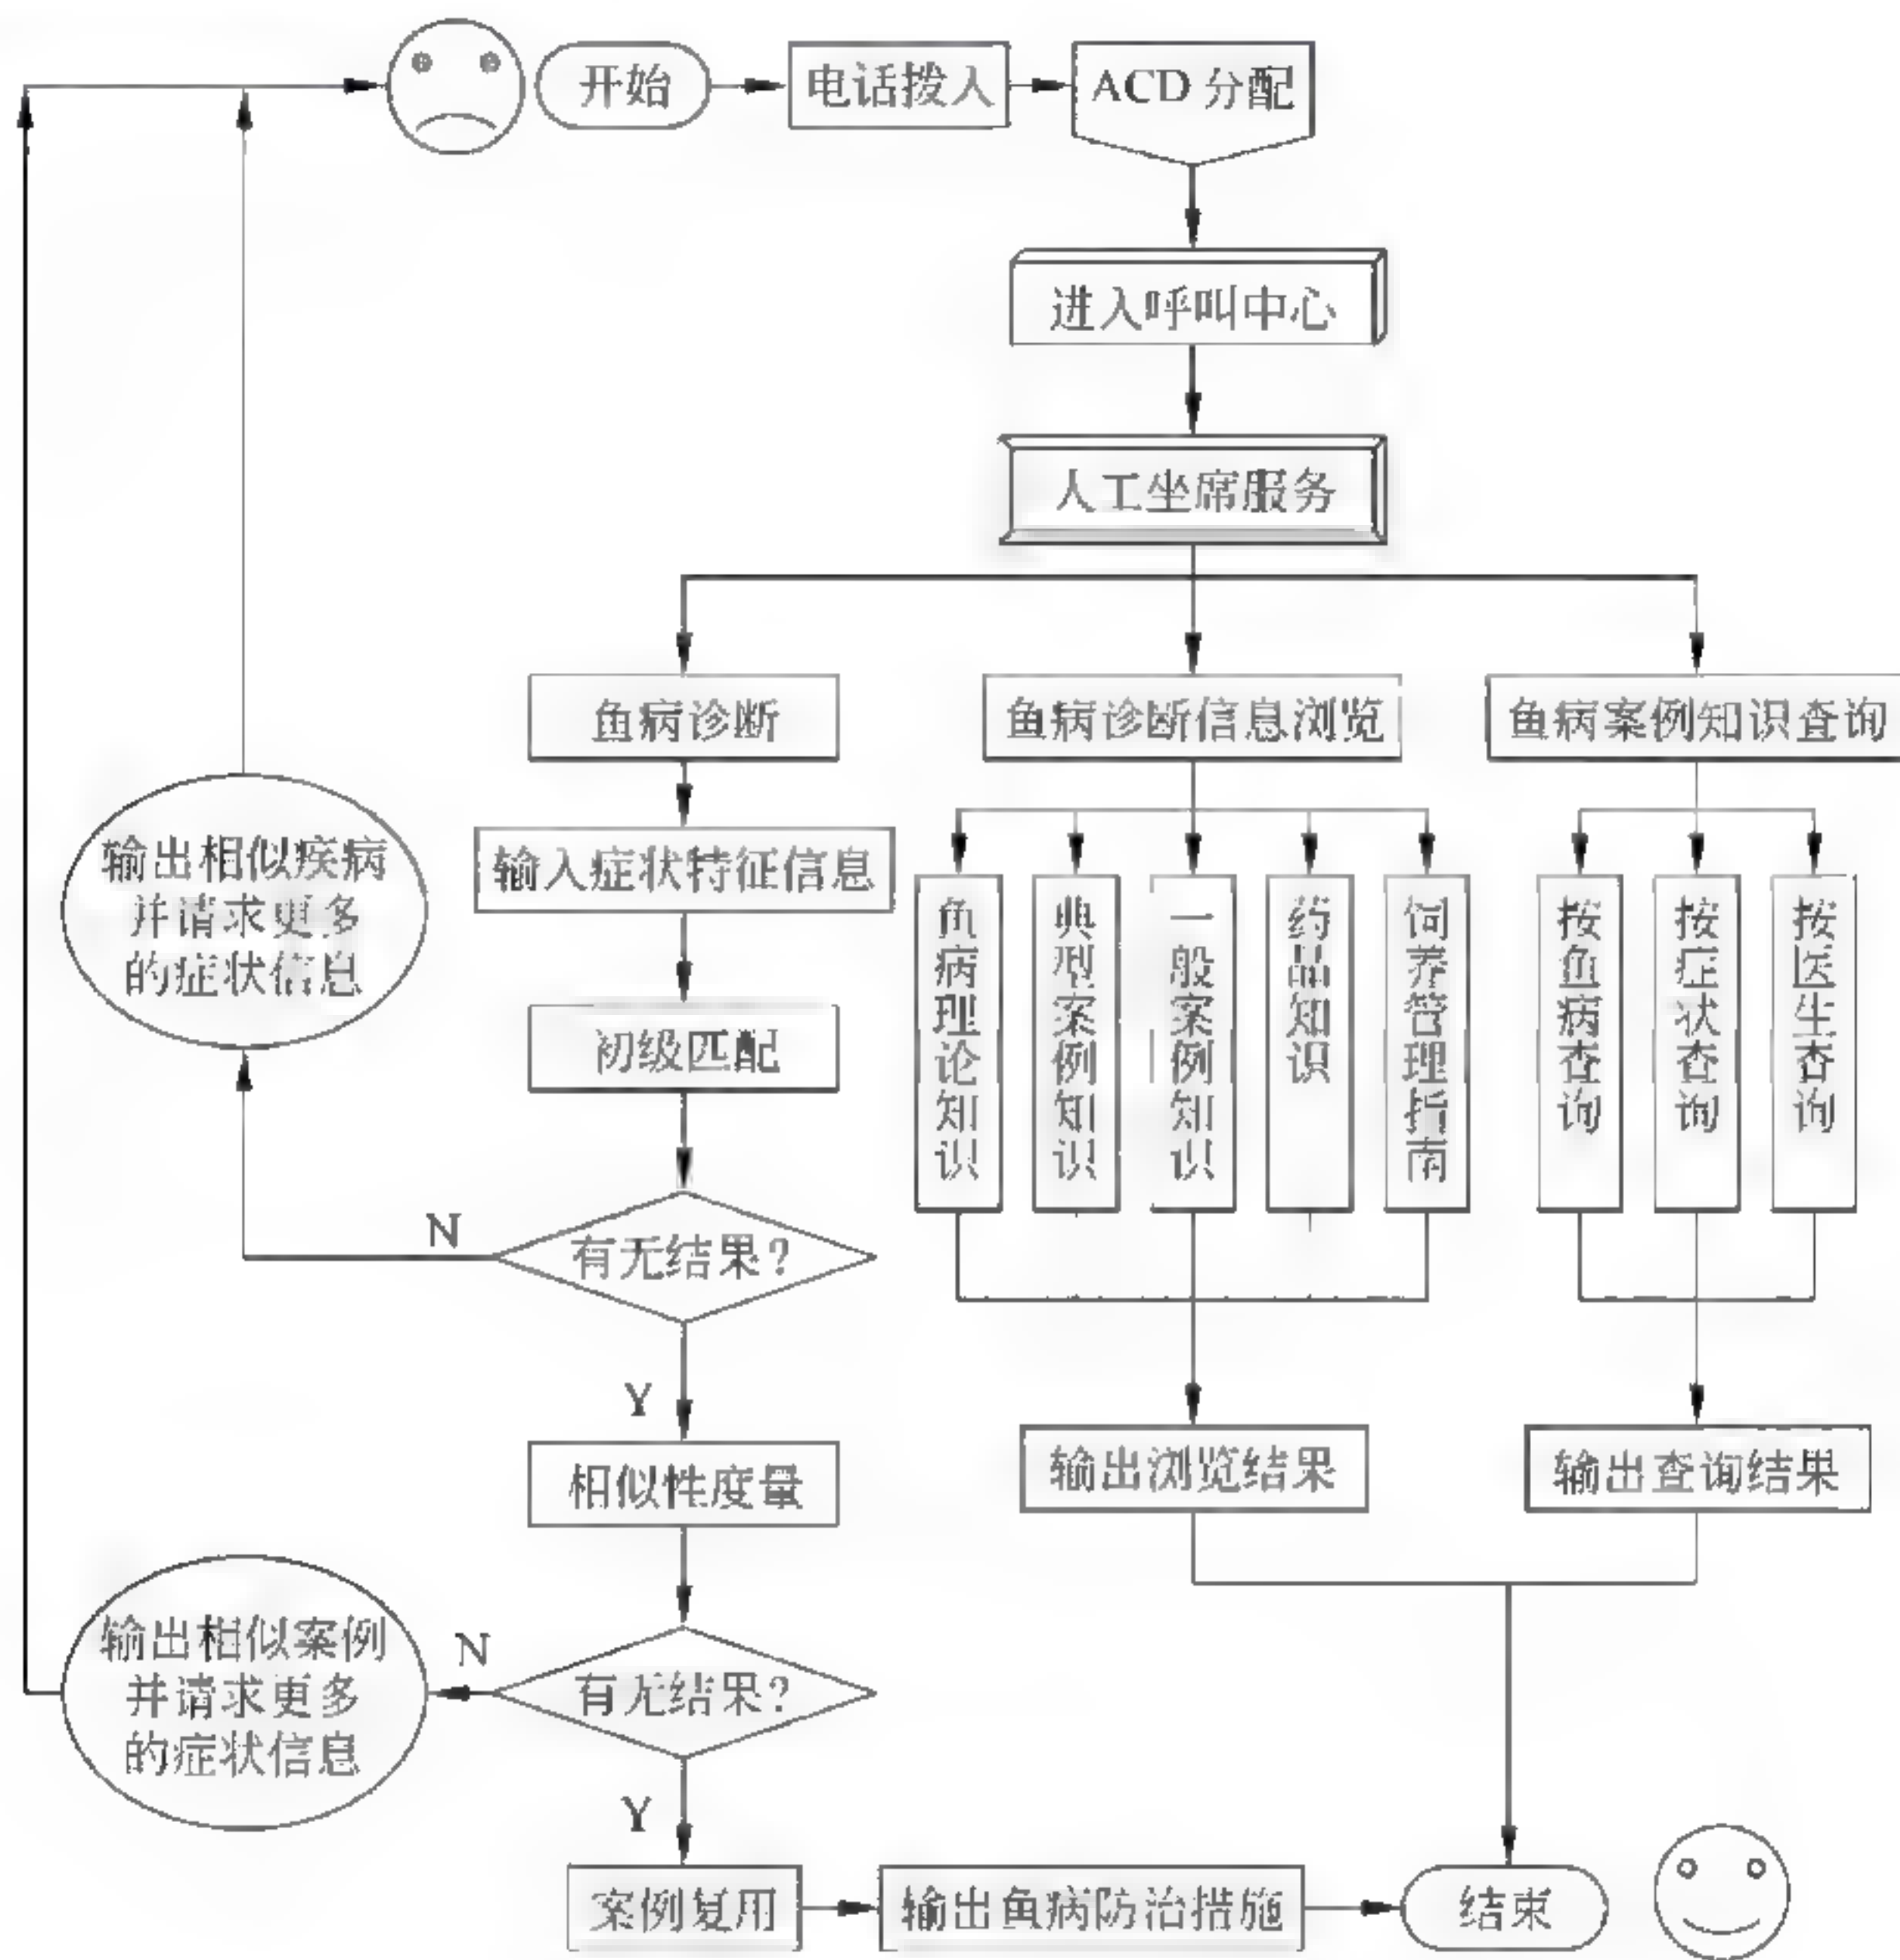 开始
电话拨入
ACD 分配
进入呼叫中心
人工坐席服务
鱼病诊断
鱼病诊断信息浏览
鱼病案例知识查询
输入症状特征信息
输出相似疾病
并请求更多
的症状信息
鱼病理论知识
典型案例知识
一般案例知识
药品知识
饲养管理指南
按鱼病查询
按症状查询
按医生查询
初级匹配
N
有无结果?
Y
相似性度量
输出浏览结果
输出查询结果
输出相似案例
并请求更多
的症状信息
N
有无结果?
Y
案例复用
输出鱼病防治措施
结束